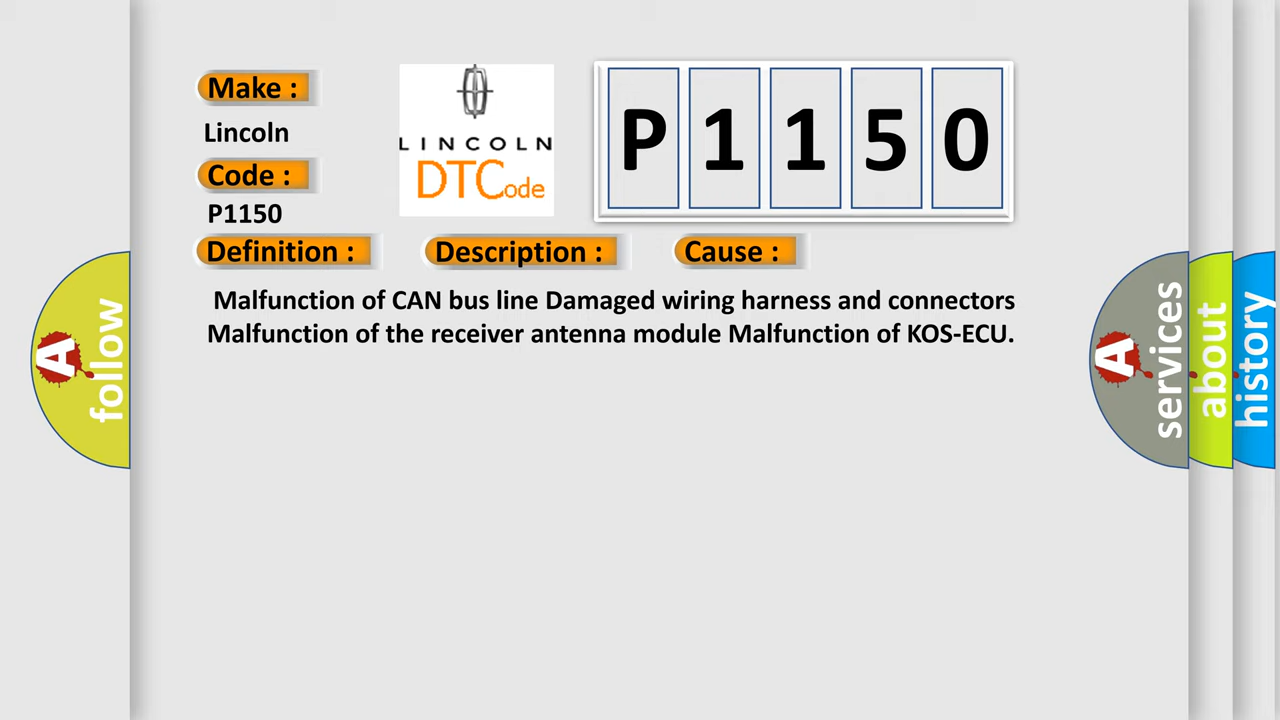 Make :
Lincoln
Code :
P1150
LINCOLN
DTCode
P 1 1 5 0
Definition :
Description :
Cause :
Malfunction of CAN bus line Damaged wiring harness and connectors
Malfunction of the receiver antenna module Malfunction of KOS-ECU.
A follow
A services
about
history